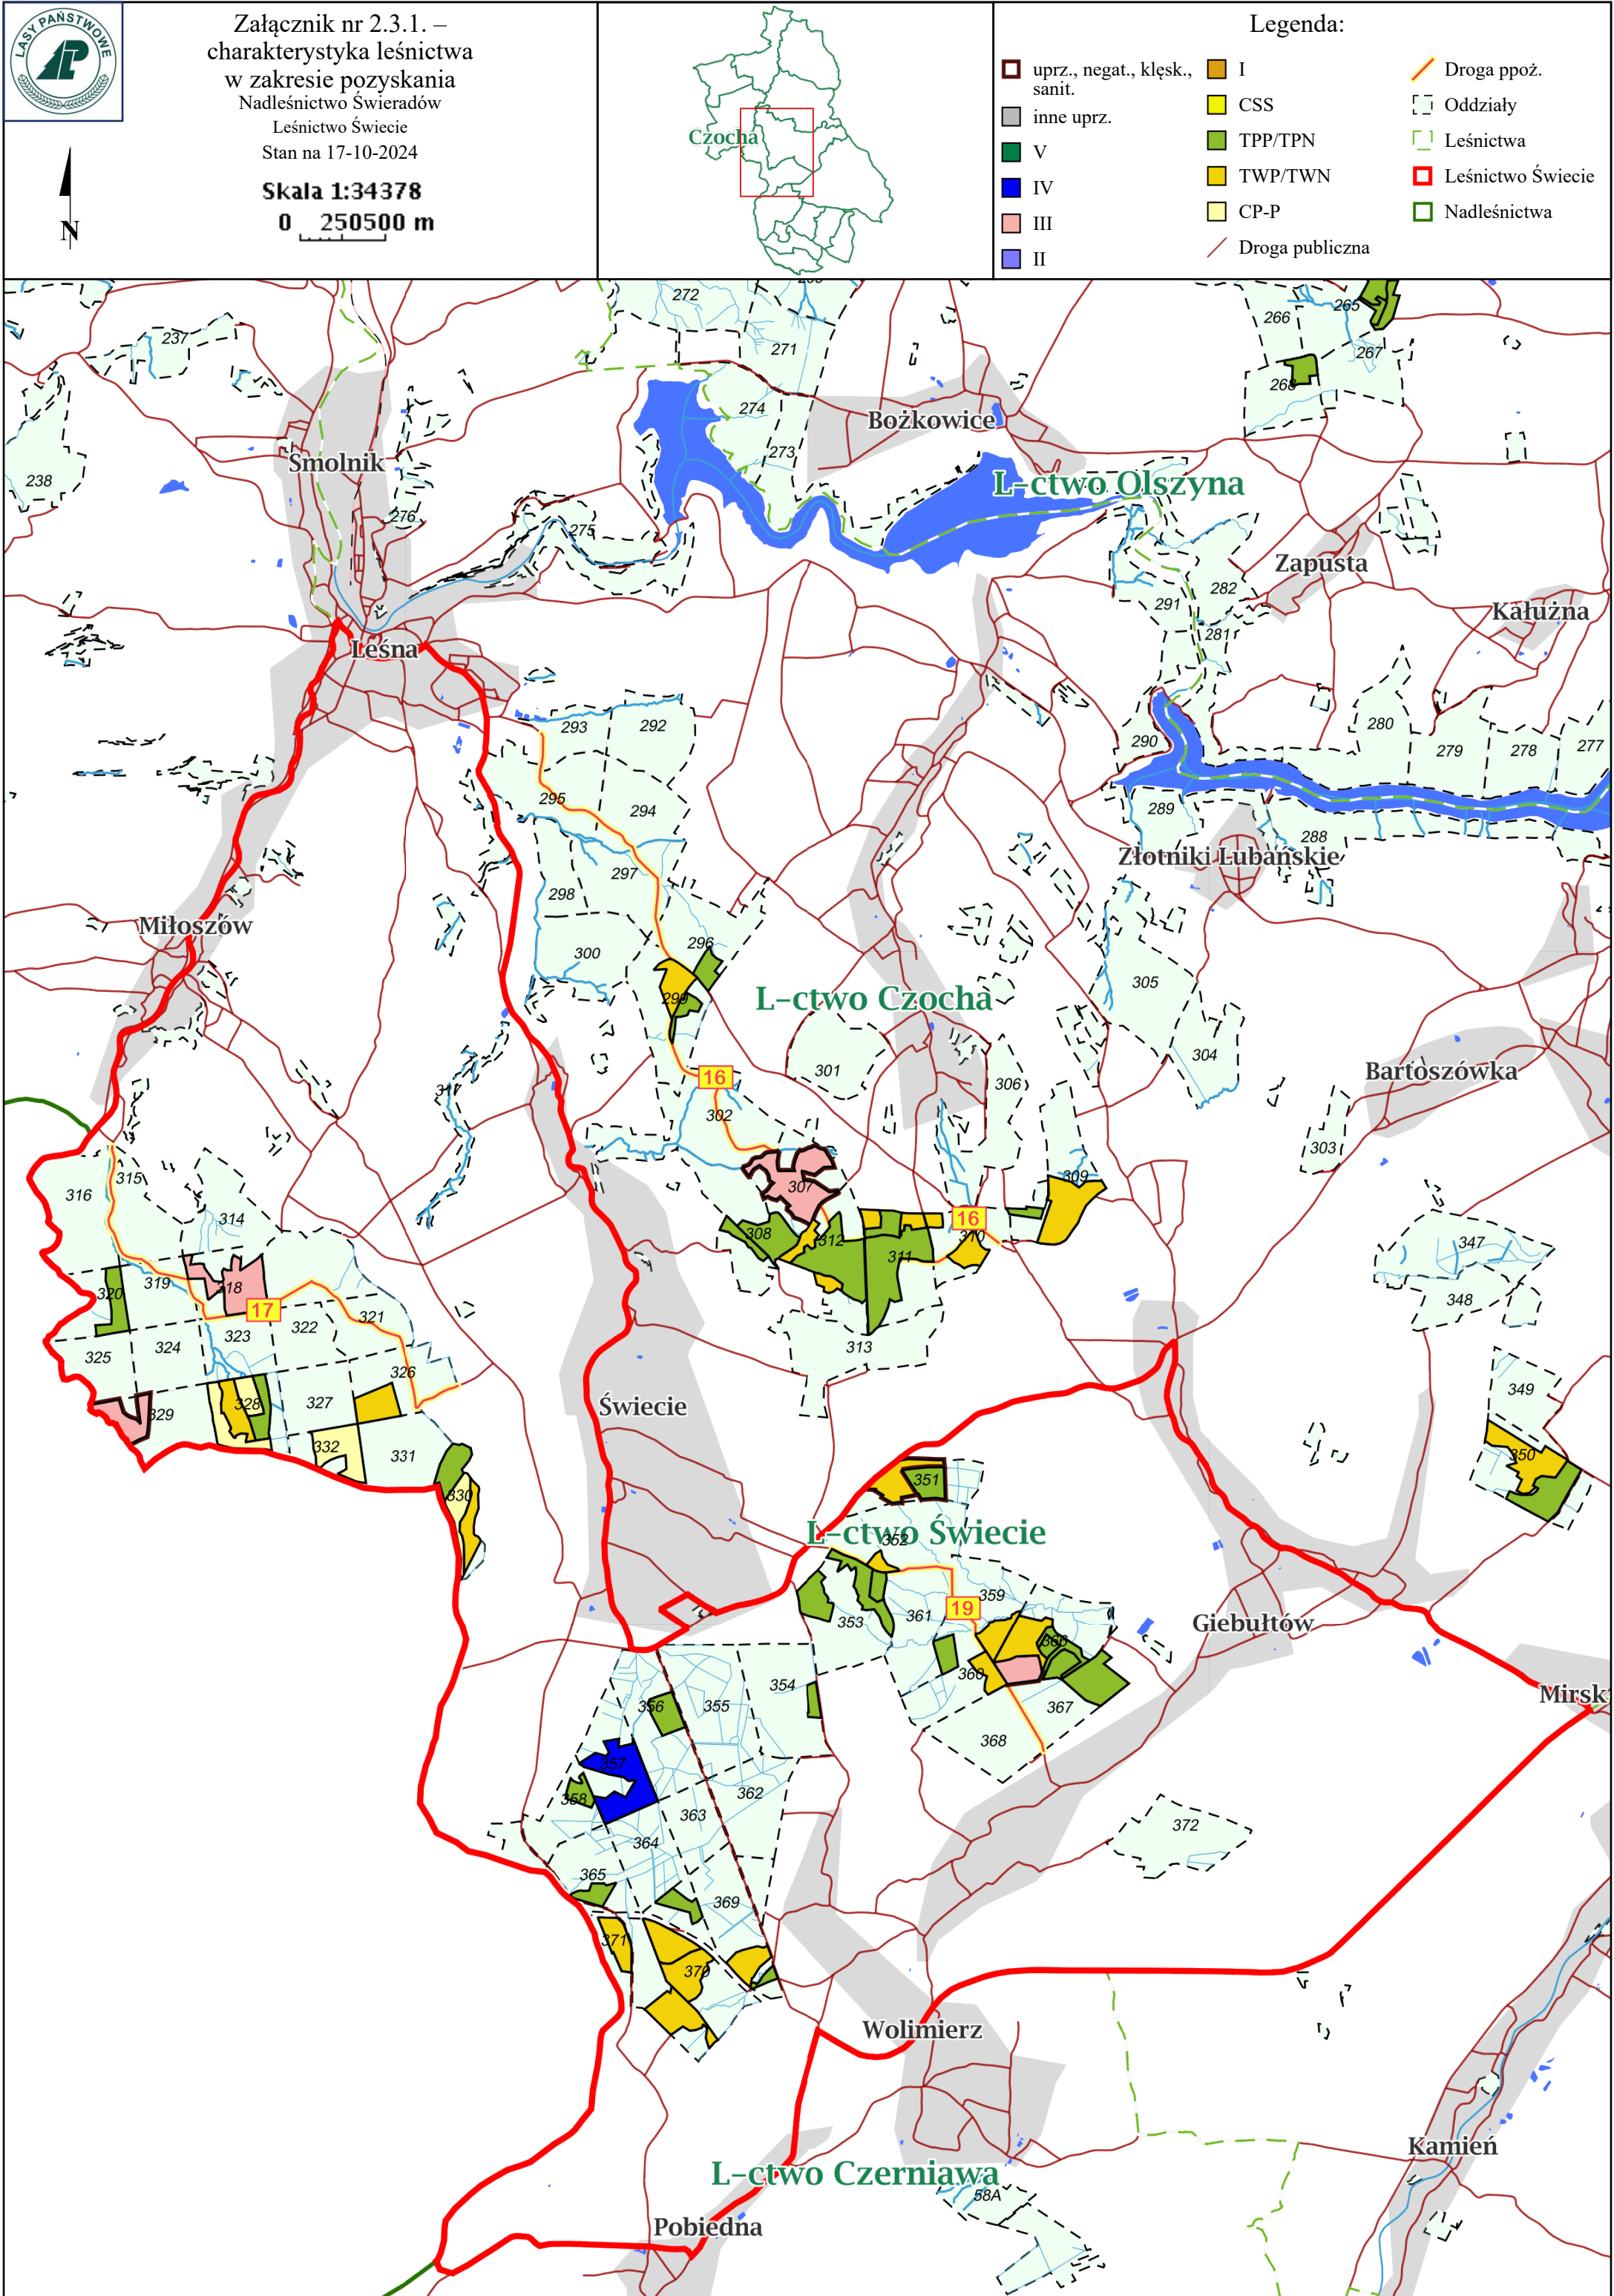 LASY PAŃSTWOWE
Załącznik nr 2.3.1. –
charakterystyka leśnictwa
w zakresie pozyskania
Nadleśnictwo Świeradów
Leśnictwo Świecie
Stan na 17-10-2024
Skala 1:34378
0 250500 m
N
Czocha
Legenda:
uprz., negat., klęsk.,
sanit.
inne uprz.
V
IV
III
II
I
CSS
TPP/TPN
TWP/TWN
CP-P
Droga publiczna
Droga ppoż.
Oddziały
Leśnictwa
Leśnictwo Świecie
Nadleśnictwa
272
265
266
237
271
267
268
274
Bożkowice
273
Smolnik
238
L-ctwo Olszyna
276
275
Zapusta
282
291
Kałużna
281
Leśna
293
292
280
290
279
278
277
295
294
289
288
Złotniki Lubańskie
297
298
Miłoszów
296
300
305
299
L-ctwo Czocha
304
301
Bartoszówka
16
306
317
302
303
309
315
307
316
314
16
308
312
310
347
311
319
318
320
348
17
321
322
323
324
313
325
326
349
327
328
Świecie
329
332
331
350
351
330
L-ctwo Świecie
352
359
19
361
353
Giebułtów
366
360
354
Mirsk
356
355
367
368
357
362
358
363
372
364
365
369
371
370
Wolimierz
Kamień
L-ctwo Czerniawa
58A
Pobiedna